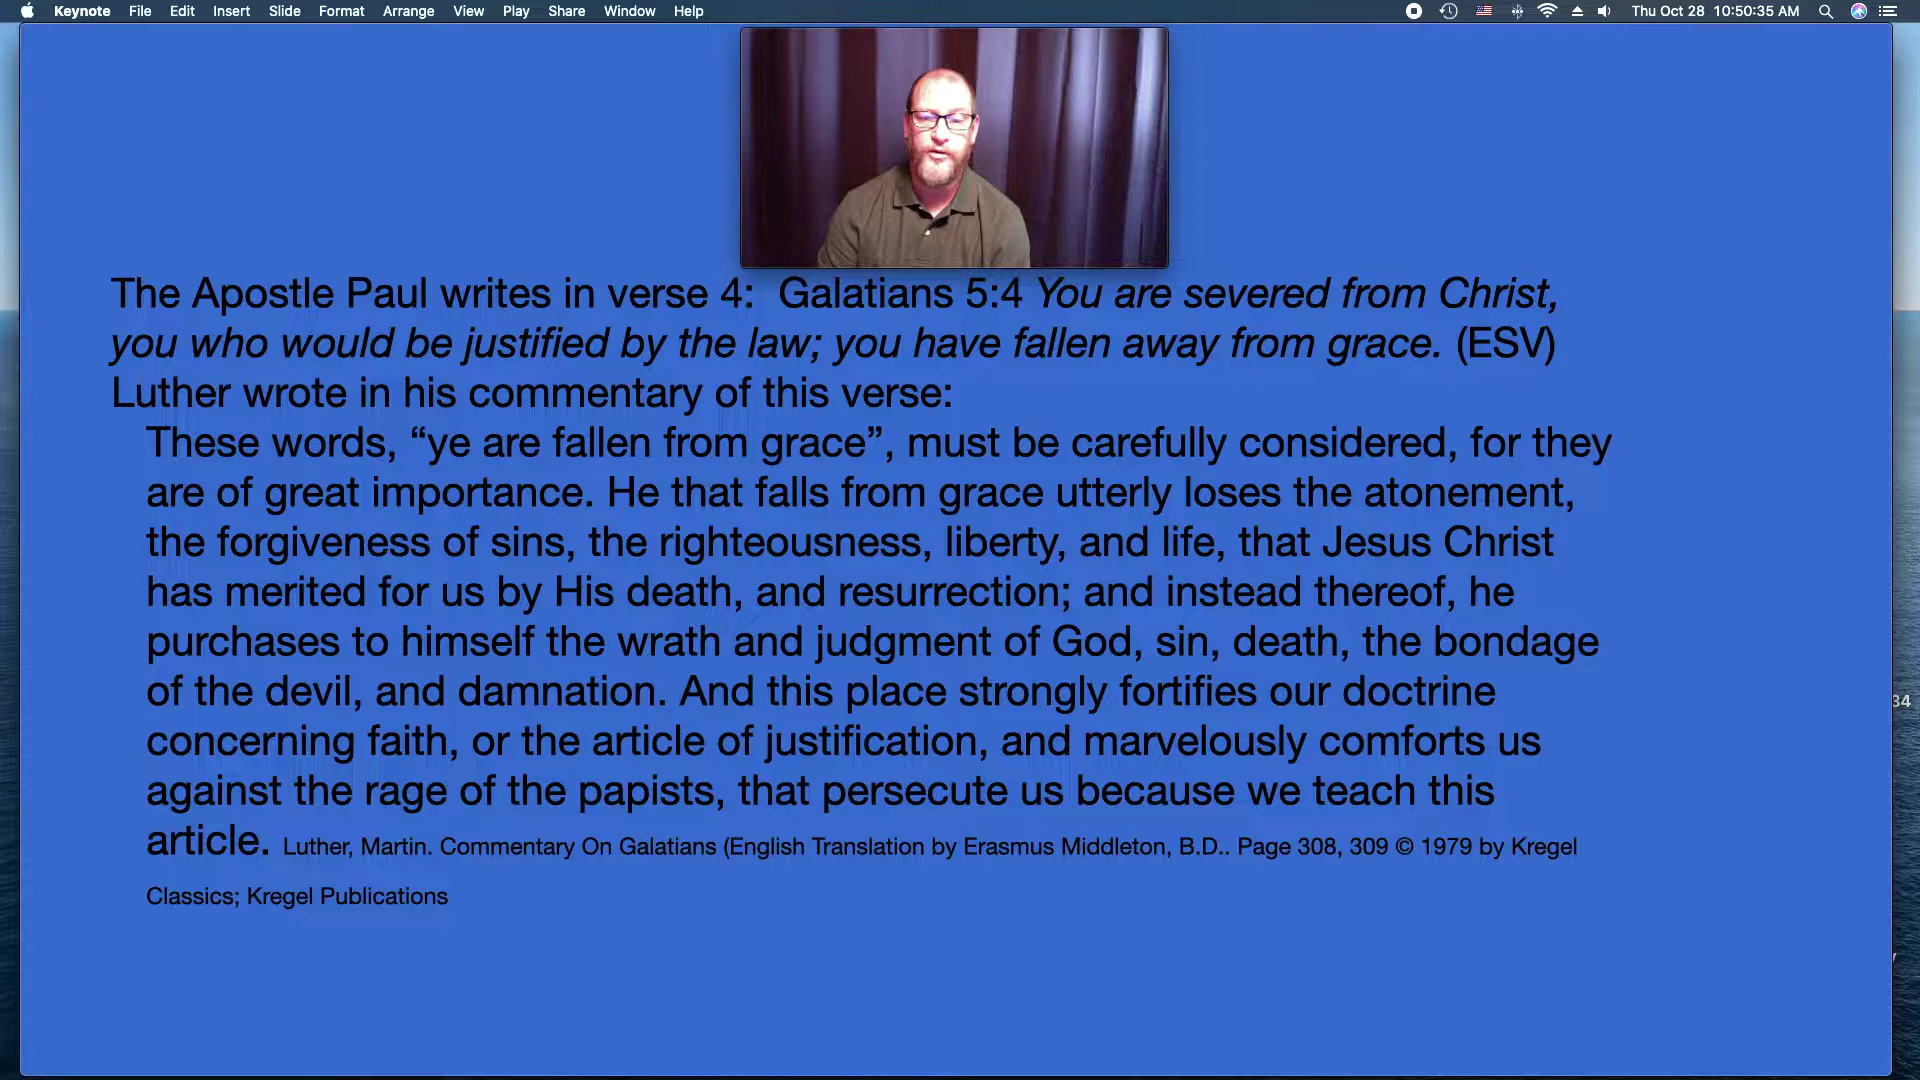 Keynote File Edit Insert Slide Format Arrange View Play Share Window Help Thu Oct 28 10:50:35 AM
The Apostle Paul writes in verse 4: Galatians 5:4 You are severed from Christ,
you who would be justified by the law; you have fallen away from grace. (ESV)
Luther wrote in his commentary of this verse:
These words, “ye are fallen from grace”, must be carefully considered, for they
are of great importance. He that falls from grace utterly loses the atonement,
the forgiveness of sins, the righteousness, liberty, and life, that Jesus Christ
has merited for us by His death, and resurrection; and instead thereof, he
purchases to himself the wrath and judgment of God, sin, death, the bondage
of the devil, and damnation. And this place strongly fortifies our doctrine
concerning faith, or the article of justification, and marvelously comforts us
against the rage of the papists, that persecute us because we teach this
article. Luther, Martin. Commentary On Galatians (English Translation by Erasmus Middleton, B.D.. Page 308, 309 © 1979 by Kregel
Classics; Kregel Publications
34